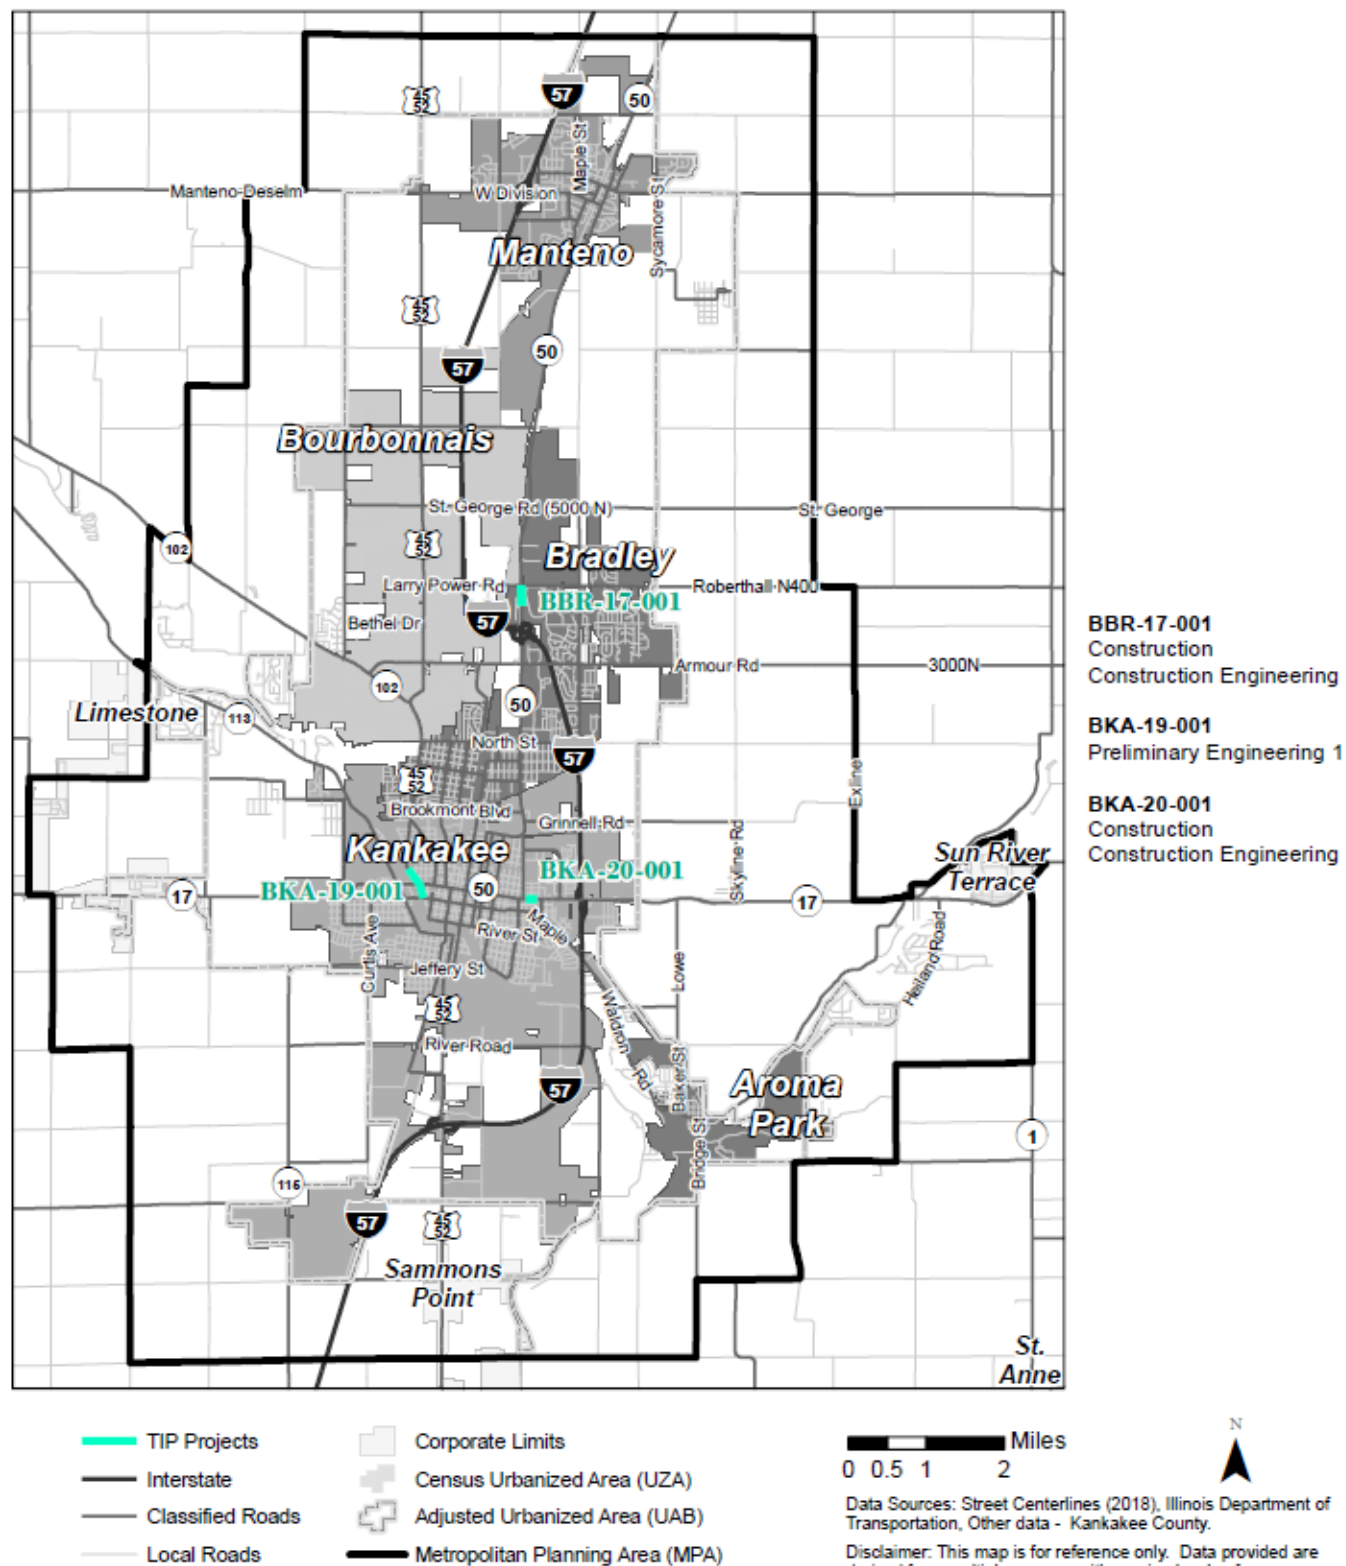 45
52
57
50
Maple St
Manteno-Deselm
W Division
Sycamore St
Manteno
45
52
50
57
Bourbonnais
St. George Rd (5000 N)
St. George
45
52
102
Bradley
Larry Power Rd
Roberthall N400
BBR-17-001
57
Bethel Dr
Armour Rd
3000N
102
50
Limestone
113
North St
57
45
52
Exline
Brookmont Blvd
Grinnell Rd
Skyline Rd
Kankakee
Sun River
Terrace
BKA-20-001
BKA-19-001
50
17
17
Maple
River St
Curtis Ave
Jeffery St
Lowe
Heiland Road
45
52
Waldron Rd
River Road
57
Baker St
Aroma
Park
Bridge St
1
115
57
45
52
Sammons
Point
St.
Anne
BBR-17-001
Construction
Construction Engineering
BKA-19-001
Preliminary Engineering 1
BKA-20-001
Construction
Construction Engineering
TIP Projects
Interstate
Classified Roads
Local Roads
Corporate Limits
Census Urbanized Area (UZA)
Adjusted Urbanized Area (UAB)
Metropolitan Planning Area (MPA)
Miles
0 0.5 1 2
N
Data Sources: Street Centerlines (2018), Illinois Department of
Transportation, Other data - Kankakee County.
Disclaimer: This map is for reference only. Data provided are